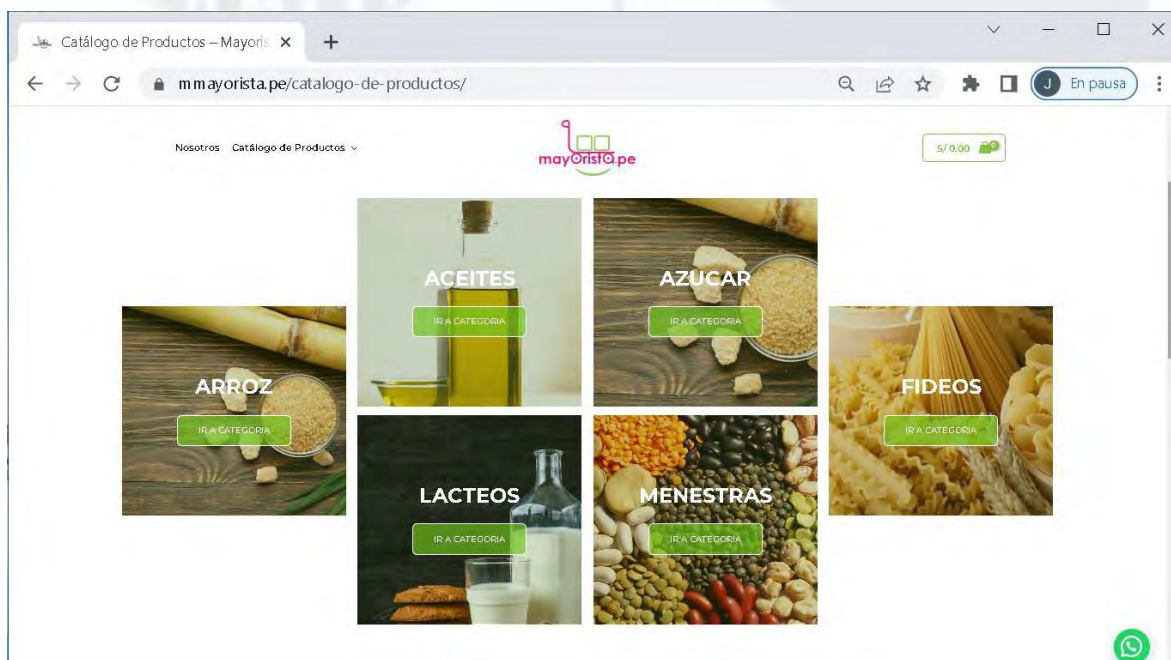 Catálogo de Productos – Mayoris
mmayorista.pe/catalogo-de-productos/
J
En pausa
Nosotros
Catálogo de Productos
mayorista.pe
S/ 0.00
0
ACEITES
IR A CATEGORIA
AZUCAR
IR A CATEGORIA
ARROZ
IR A CATEGORIA
FIDEOS
IR A CATEGORIA
LACTEOS
IR A CATEGORIA
MENESTRAS
IR A CATEGORIA